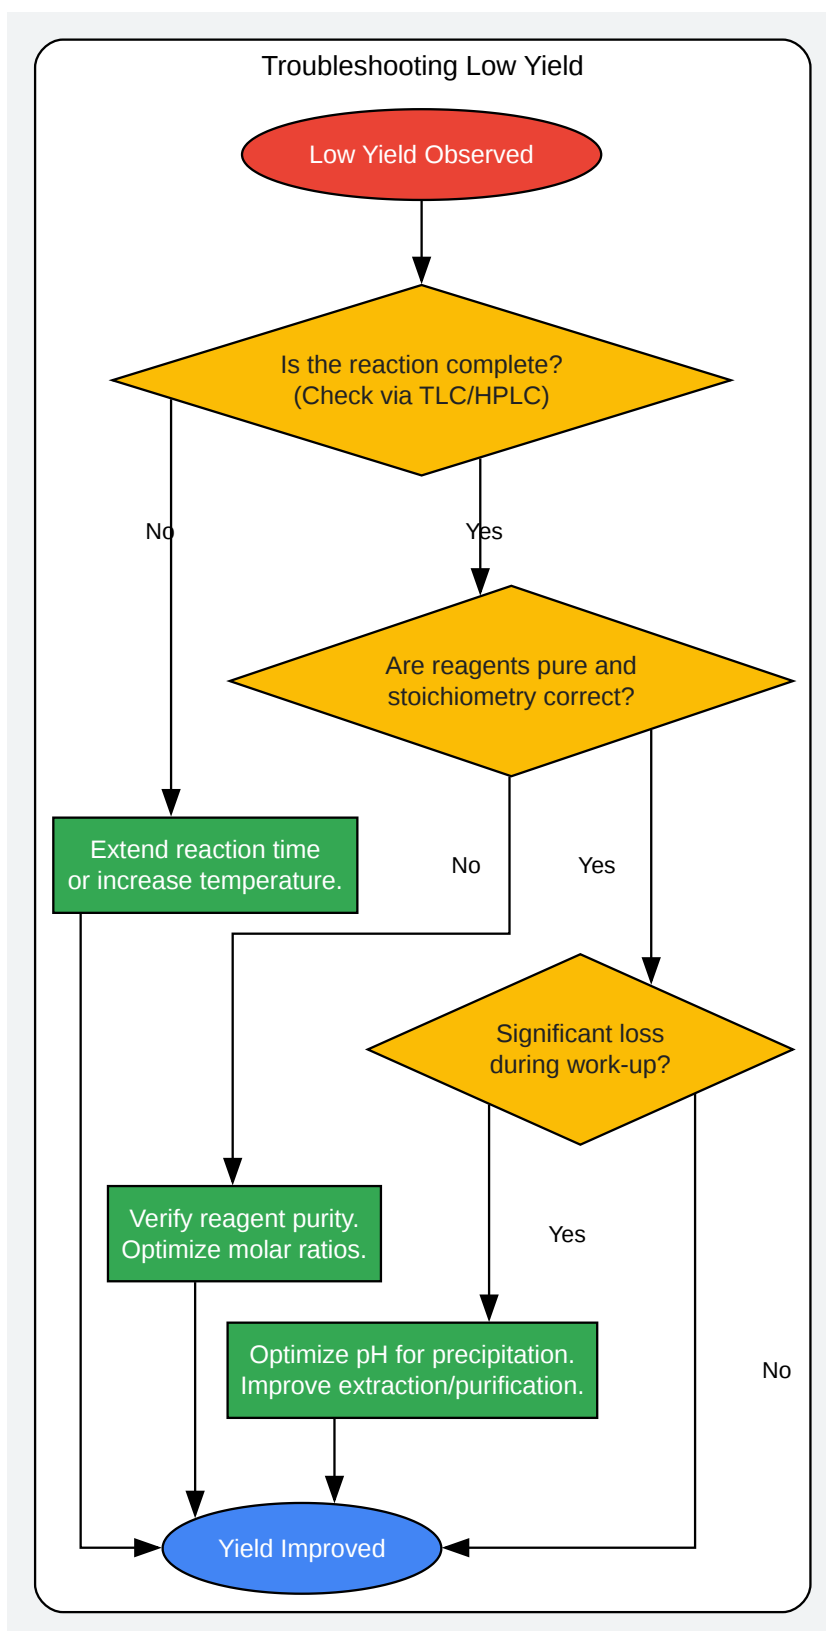 Troubleshooting Low Yield
Low Yield Observed
Is the reaction complete?
(Check via TLC/HPLC)
No
Yes
Are reagents pure and
stoichiometry correct?
Extend reaction time
or increase temperature.
No
Yes
Significant loss
during work-up?
Verify reagent purity.
Optimize molar ratios.
Yes
Optimize pH for precipitation.
Improve extraction/purification.
No
Yield Improved